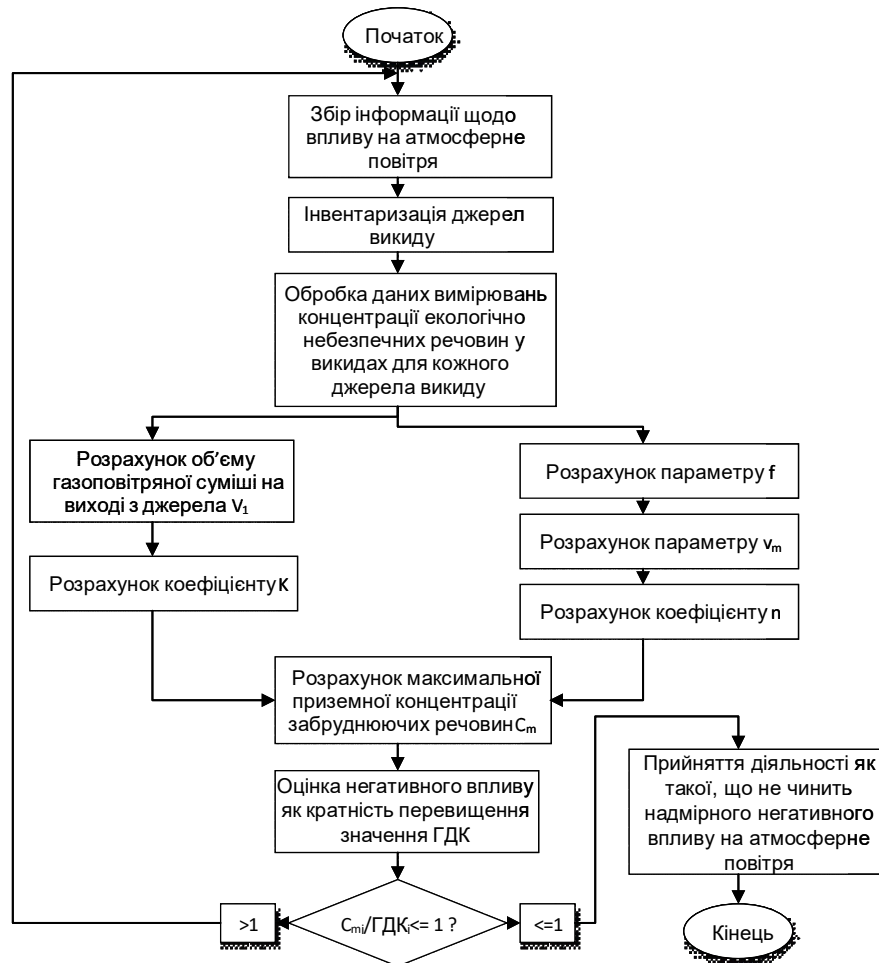 Початок
Збір інформації щодо
впливу на атмосферне
повітря
Інвентаризація джерел
викиду
Обробка даних вимірювань
концентрації екологічно
небезпечних речовин у
викидах для кожного
джерела викиду
Розрахунок об’єму
газоповітряної суміші на
виході з джерела V₁
Розрахунок коефіцієнту К
Розрахунок параметру f
Розрахунок параметру vₘ
Розрахунок коефіцієнту n
Розрахунок максимальної
приземної концентрації
забруднюючих речовин Cₘ
Оцінка негативного впливу
як кратність перевищення
значення ГДК
Cₘᵢ/ГДКᵢ<= 1 ?
>1
<=1
Прийняття діяльності як
такої, що не чинить
надмірного негативного
впливу на атмосферне
повітря
Кінець